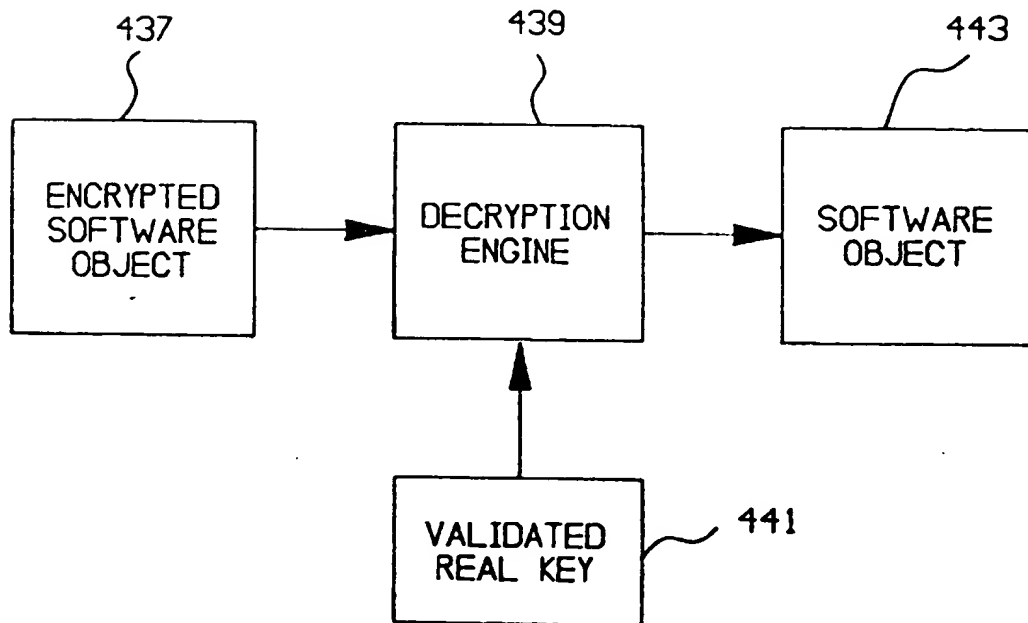 437
439
443
ENCRYPTED
SOFTWARE
OBJECT
DECRYPTION
ENGINE
SOFTWARE
OBJECT
VALIDATED
REAL KEY
441